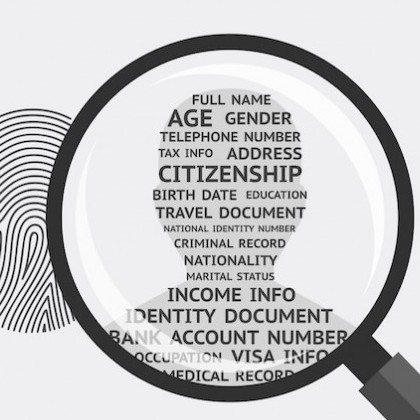 FULL NAME
AGE GENDER
TELEPHONE NUMBER
TAX INFO ADDRESS
CITIZENSHIP
BIRTH DATE EDUCATION
TRAVEL DOCUMENT
NATIONAL IDENTITY NUMBER
CRIMINAL RECORD
NATIONALITY
MARITAL STATUS
INCOME INFO
IDENTITY DOCUMENT
BANK ACCOUNT NUMBER
OCCUPATION VISA INFO
MEDICAL RECORD